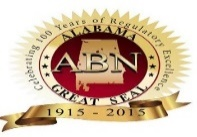 Celebrating 100 Years of Regulatory Excellence
ALABAMA
ABN
GREAT SEAL
1915 - 2015